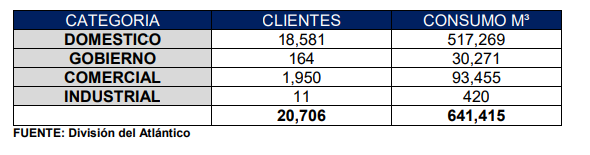 CATEGORIA CLIENTES CONSUMO M³
DOMESTICO 18,581 517,269
GOBIERNO 164 30,271
COMERCIAL 1,950 93,455
INDUSTRIAL 11 420
20,706 641,415
FUENTE: División del Atlántico